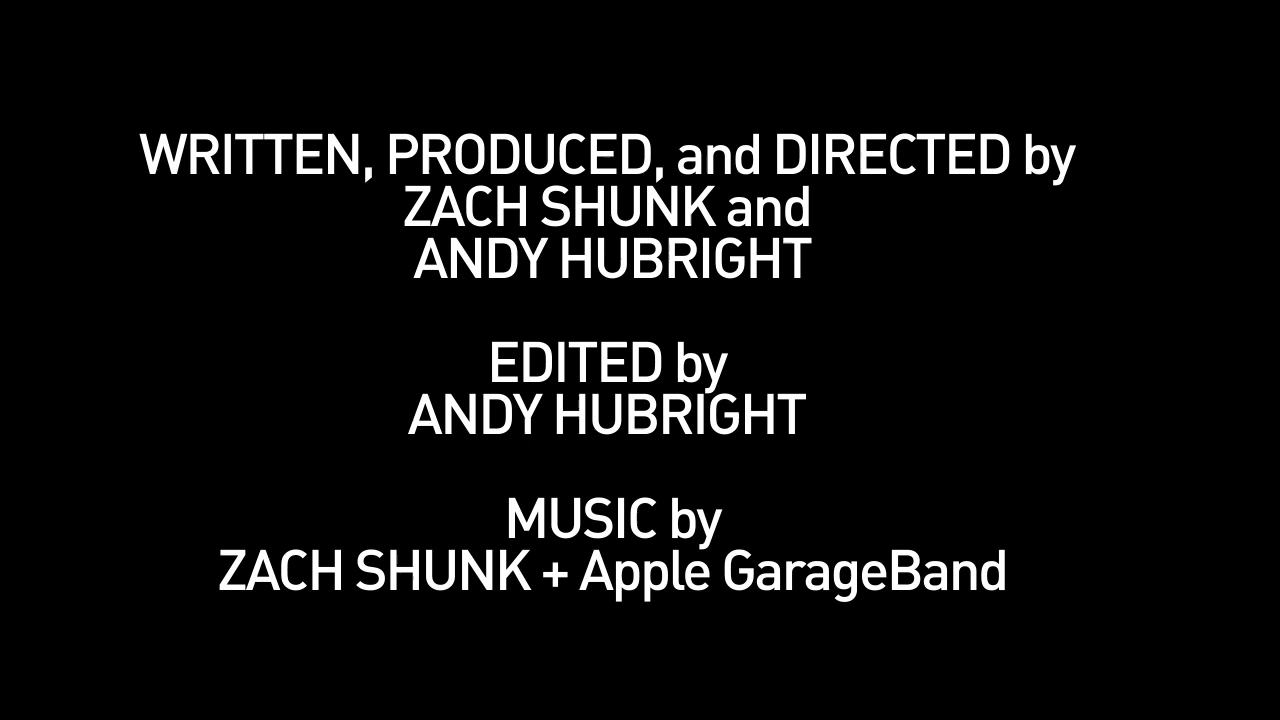 WRITTEN, PRODUCED, and DIRECTED by
ZACH SHUNK and
ANDY HUBRIGHT
EDITED by
ANDY HUBRIGHT
MUSIC by
ZACH SHUNK + Apple GarageBand